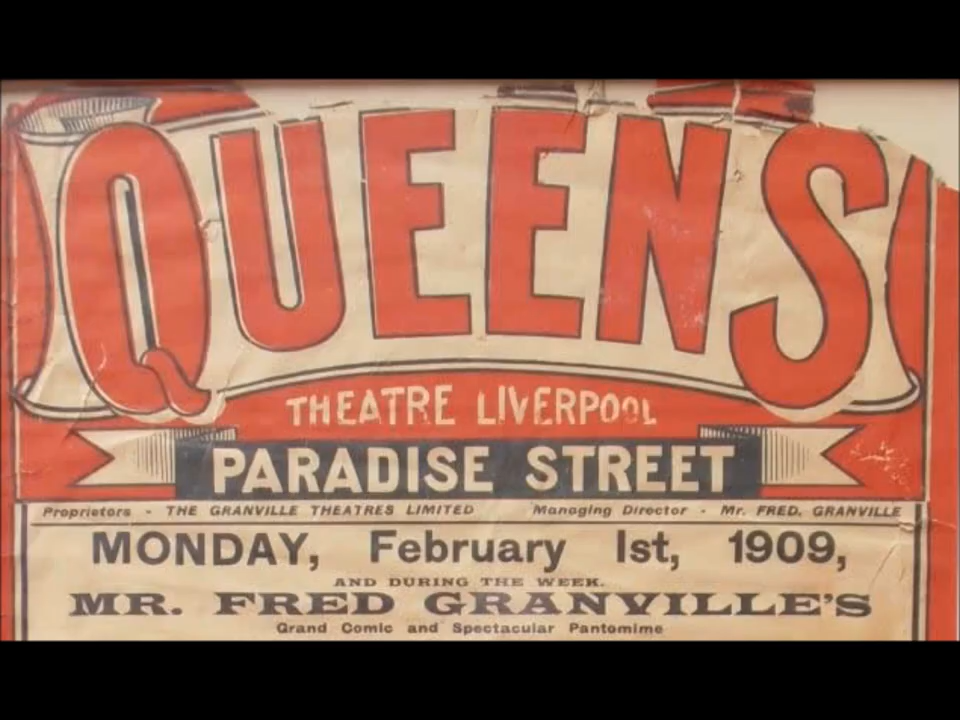 QUEENS
THEATRE LIVERPOOL
PARADISE STREET
Proprietors - THE GRANVILLE THEATRES LIMITED Managing Director - Mr. FRED. GRANVILLE
MONDAY, February 1st, 1909,
AND DURING THE WEEK.
MR. FRED GRANVILLE'S
Grand Comic and Spectacular Pantomime